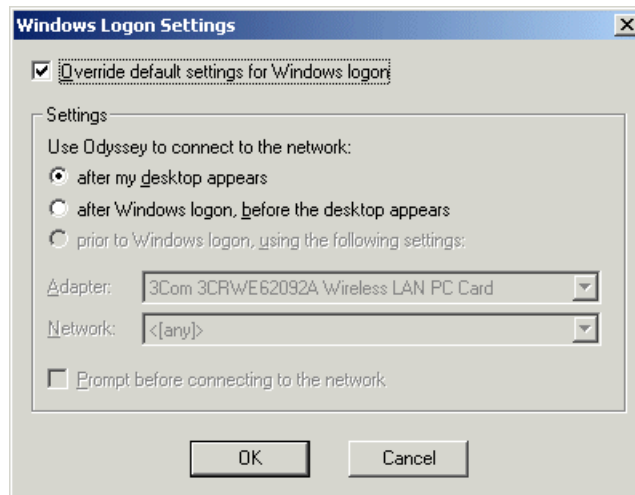 Windows Logon Settings
Override default settings for Windows logon
Settings
Use Odyssey to connect to the network:
after my desktop appears
after Windows logon, before the desktop appears
prior to Windows logon, using the following settings:
Adapter: 3Com 3CRWE62092A Wireless LAN PC Card
Network: <[any]>
Prompt before connecting to the network
OK Cancel